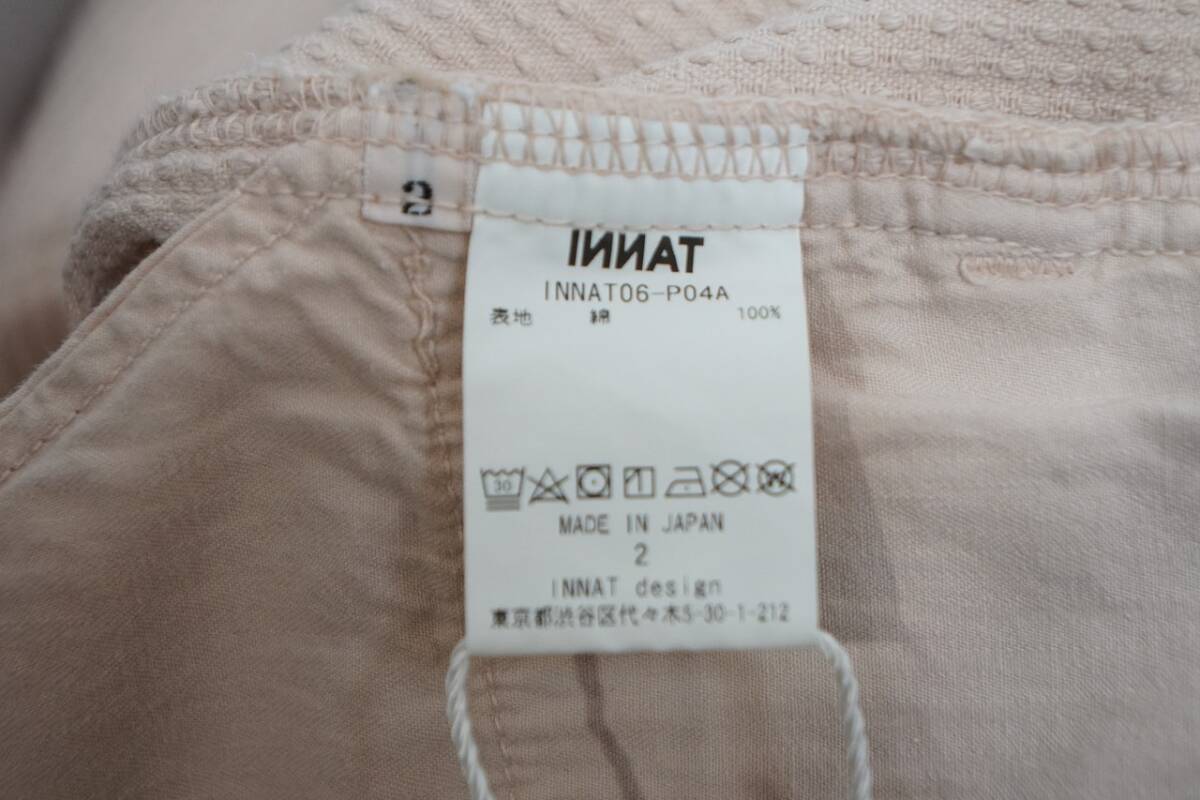 2
INNAT
INNAT06-P04A
表地 綿 100%
30
MADE IN JAPAN
2
INNAT design
東京都渋谷区代々木5-30-1-212